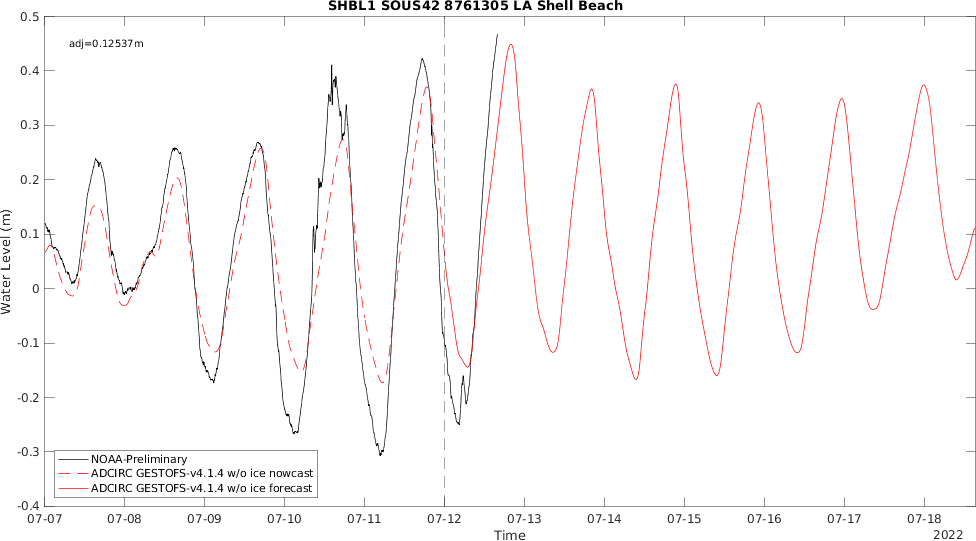 SHBL1 SOUS42 8761305 LA Shell Beach
adj=0.12537m
0.5
0.4
0.3
0.2
0.1
0
-0.1
-0.2
-0.3
-0.4
Water Level (m)
NOAA-Preliminary
ADCIRC GESTOFS-v4.1.4 w/o ice nowcast
ADCIRC GESTOFS-v4.1.4 w/o ice forecast
07-07 07-08 07-09 07-10 07-11 07-12 07-13 07-14 07-15 07-16 07-17 07-18
Time
2022